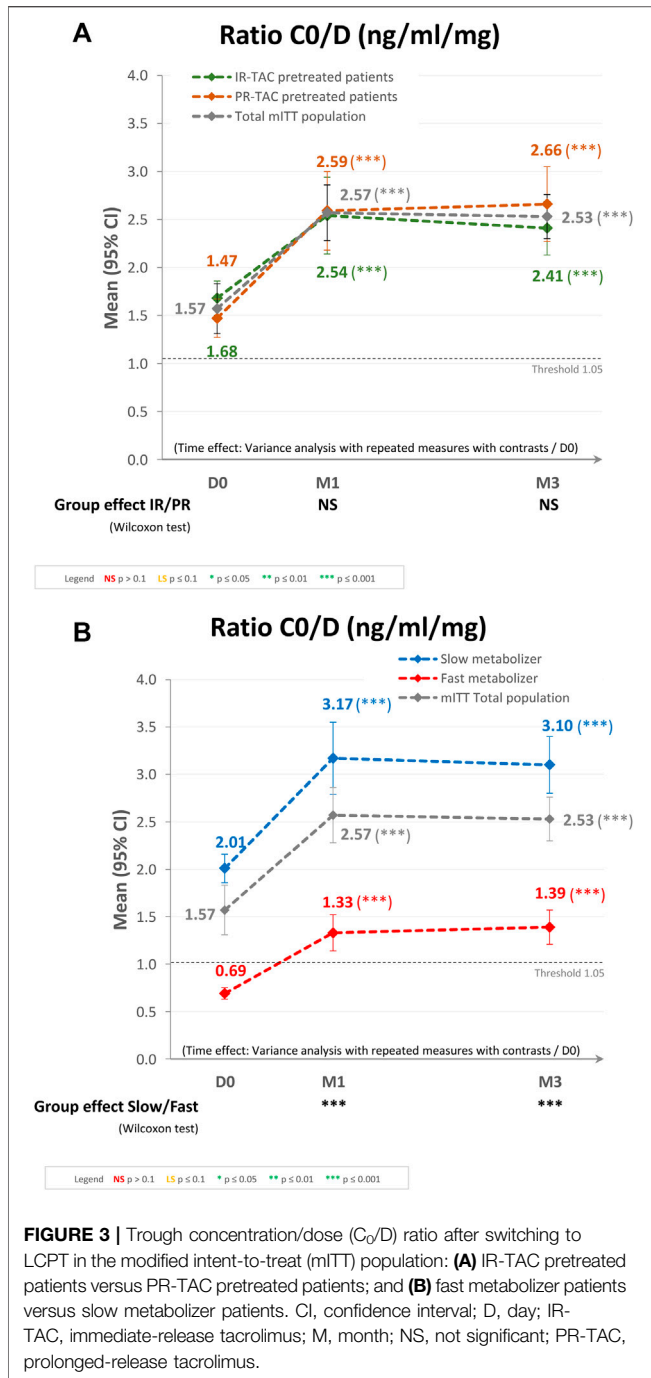 A
Ratio C0/D (ng/ml/mg)
4.0
IR-TAC pretreated patients
PR-TAC pretreated patients
Total mITT population
3.5
3.0
2.5
2.0
1.5
1.0
0.5
0.0
Mean (95% CI)
2.59 (***)
2.66 (***)
2.57 (***)
2.53 (***)
2.54 (***)
2.41 (***)
1.47
1.57
1.68
Threshold 1.05
(Time effect: Variance analysis with repeated measures with contrasts / D0)
D0 M1 M3
Group effect IR/PR NS NS
(Wilcoxon test)
Legend NS p > 0.1 LS p ≤ 0.1 * p ≤ 0.05 ** p ≤ 0.01 *** p ≤ 0.001
B
Ratio C0/D (ng/ml/mg)
Slow metabolizer
Fast metabolizer
mITT Total population
4.0
3.5
3.0
2.5
2.0
1.5
1.0
0.5
0.0
Mean (95% CI)
3.17 (***)
3.10 (***)
2.01
2.57 (***)
2.53 (***)
1.57
1.33 (***)
1.39 (***)
0.69
Threshold 1.05
(Time effect: Variance analysis with repeated measures with contrasts / D0)
D0 M1 M3
Group effect Slow/Fast *** ***
(Wilcoxon test)
Legend NS p > 0.1 LS p ≤ 0.1 * p ≤ 0.05 ** p ≤ 0.01 *** p ≤ 0.001
FIGURE 3 | Trough concentration/dose (C₀/D) ratio after switching to
LCPT in the modified intent-to-treat (mITT) population: (A) IR-TAC pretreated
patients versus PR-TAC pretreated patients; and (B) fast metabolizer patients
versus slow metabolizer patients. CI, confidence interval; D, day; IR-
TAC, immediate-release tacrolimus; M, month; NS, not significant; PR-TAC,
prolonged-release tacrolimus.